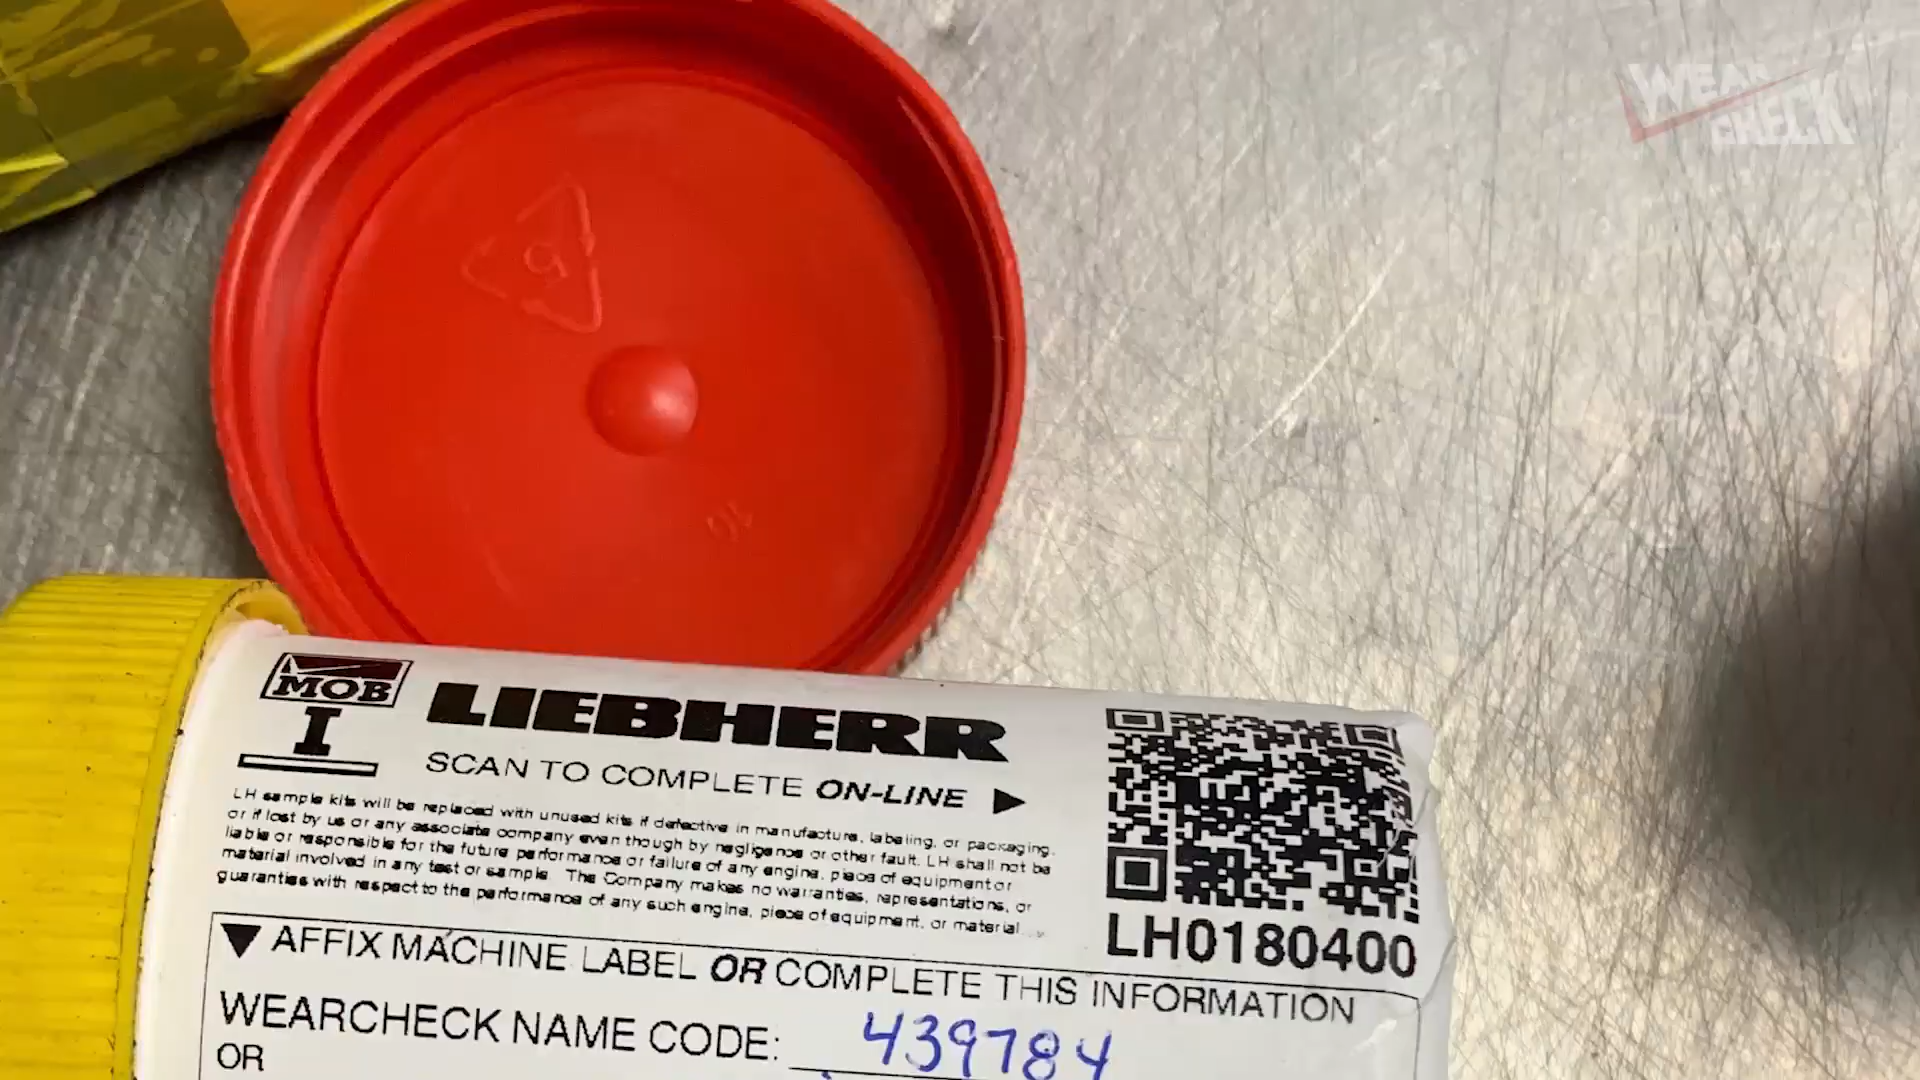 WEAR
CHECK
5
16
MOB
I
LIEBHERR
SCAN TO COMPLETE ON-LINE ▶
LH sample kits will be replaced with unused kits if defective in manufacture, labeling, or packaging,
or if lost by us or any associate company even though by negligence or other fault. LH shall not be
liable or responsible for the future performance or failure of any engine, piece of equipment or
material involved in any test or sample. The Company makes no warranties, representations, or
guaranties with respect to the performance of any such engine, piece of equipment, or material
LH0180400
▼ AFFIX MACHINE LABEL OR COMPLETE THIS INFORMATION
WEARCHECK NAME CODE: 439784
OR